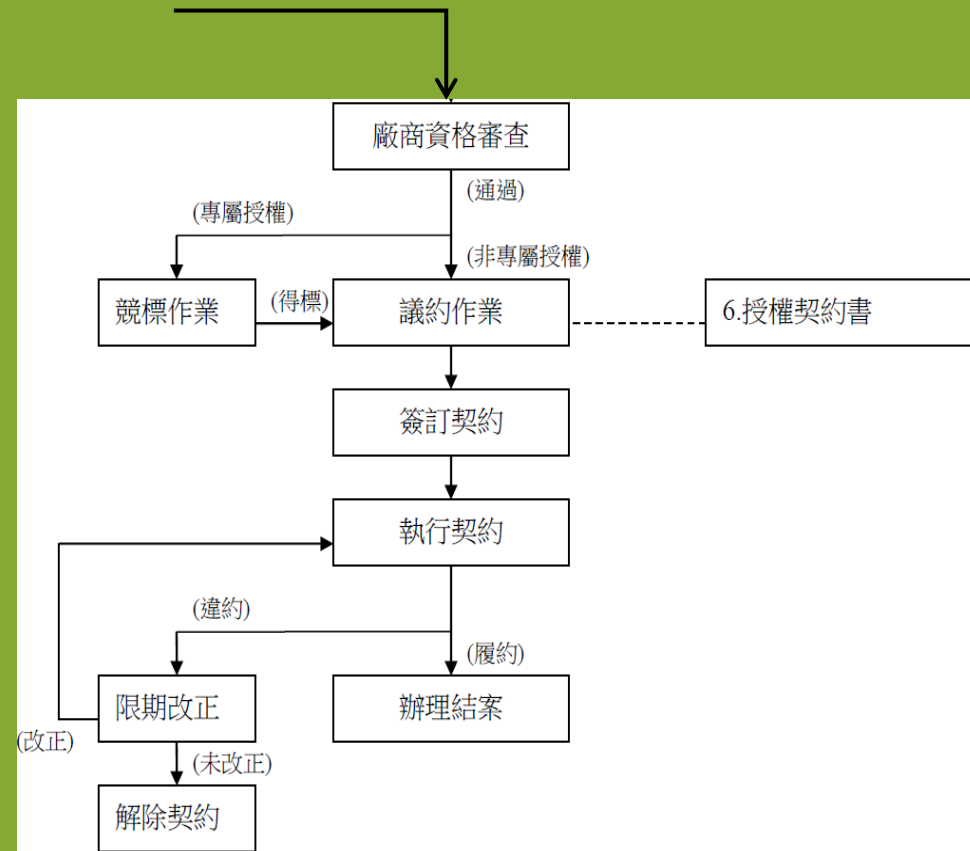 廠商資格審查
(通過)
(專屬授權)
(非專屬授權)
競標作業
(得標)
議約作業
6.授權契約書
簽訂契約
執行契約
(違約)
(履約)
限期改正
辦理結案
(改正)
(未改正)
解除契約